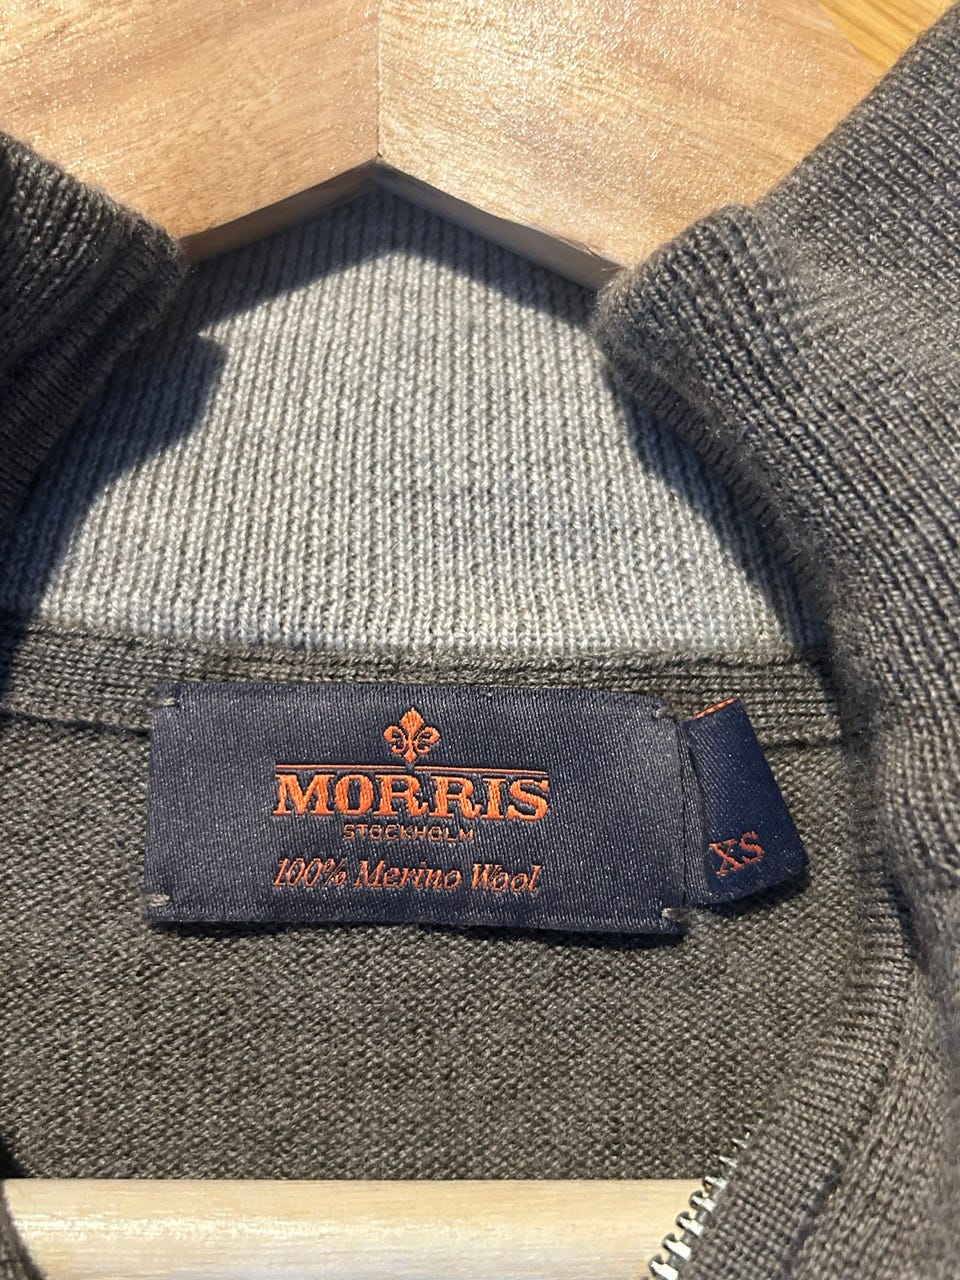 MORRIS
STOCKHOLM
100% Merino Wool
XS